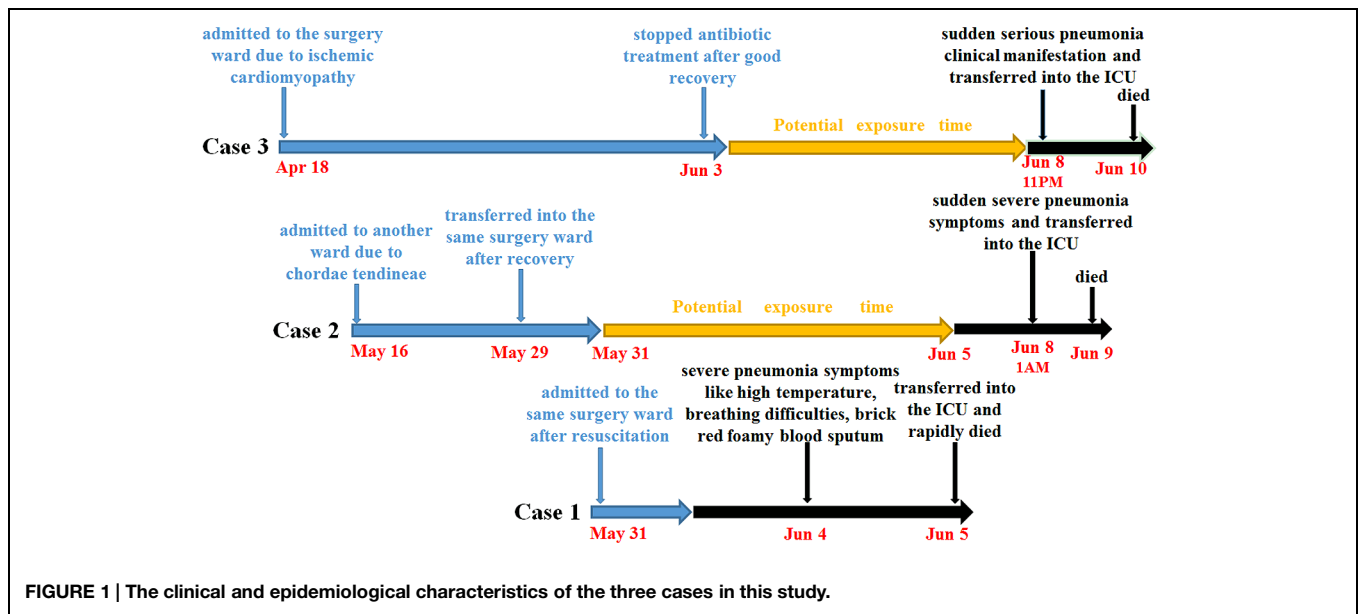 admitted to the surgery
ward due to ischemic
cardiomyopathy
stopped antibiotic
treatment after good
recovery
sudden serious pneumonia
clinical manifestation and
transferred into the ICU
died
Potential exposure time
Case 3
Apr 18
Jun 3
Jun 8
11PM
Jun 10
admitted to another
ward due to
chordae tendineae
transferred into the
same surgery ward
after recovery
sudden severe pneumonia
symptoms and transferred
into the ICU
died
Potential exposure time
Case 2
May 16
May 29
May 31
Jun 5
Jun 8
1AM
Jun 9
admitted to the
same surgery ward
after resuscitation
severe pneumonia symptoms
like high temperature,
breathing difficulties, brick
red foamy blood sputum
transferred into
the ICU and
rapidly died
Case 1
May 31
Jun 4
Jun 5
FIGURE 1 | The clinical and epidemiological characteristics of the three cases in this study.